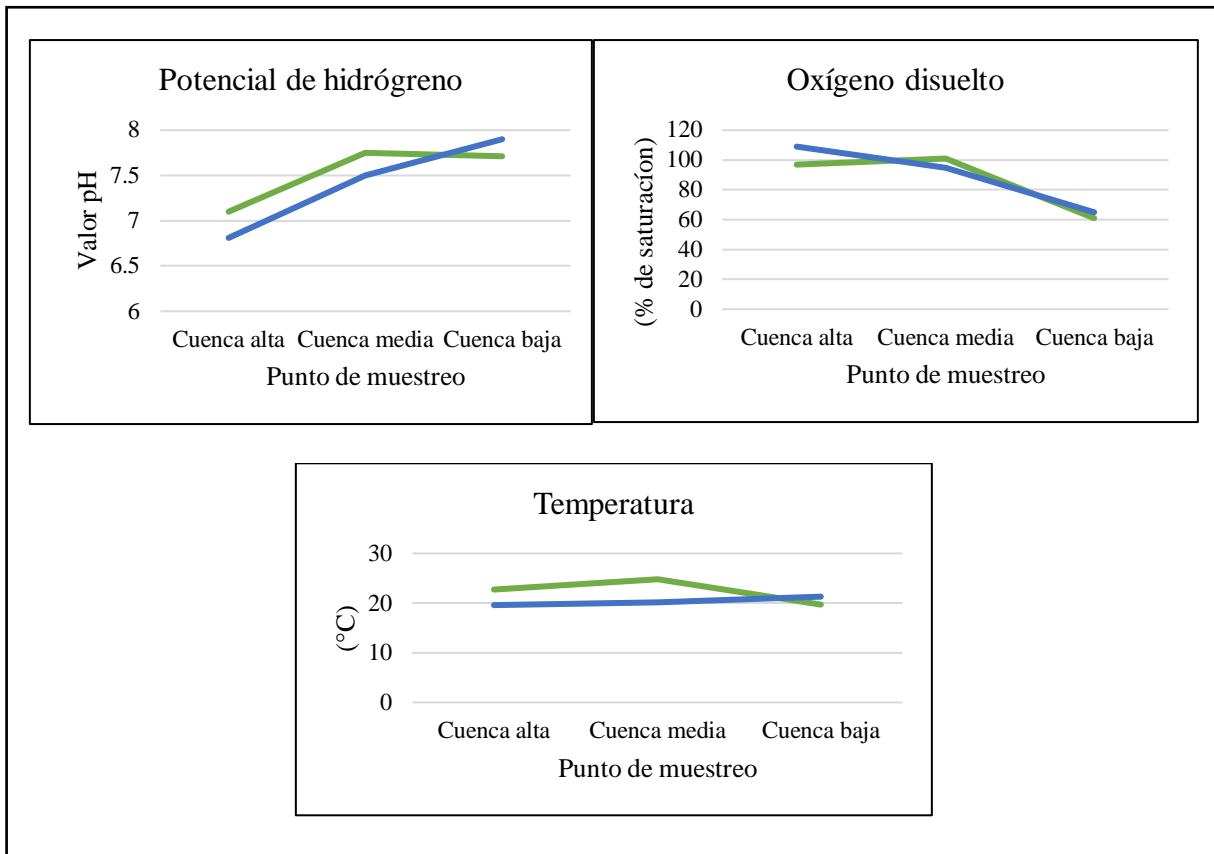 Potencial de hidrógreno
Valor pH
8
7.5
7
6.5
6
Cuenca alta Cuenca media Cuenca baja
Punto de muestreo
Oxígeno disuelto
(% de saturacíon)
120
100
80
60
40
20
0
Cuenca alta Cuenca media Cuenca baja
Punto de muestreo
Temperatura
(°C)
30
20
10
0
Cuenca alta Cuenca media Cuenca baja
Punto de muestreo